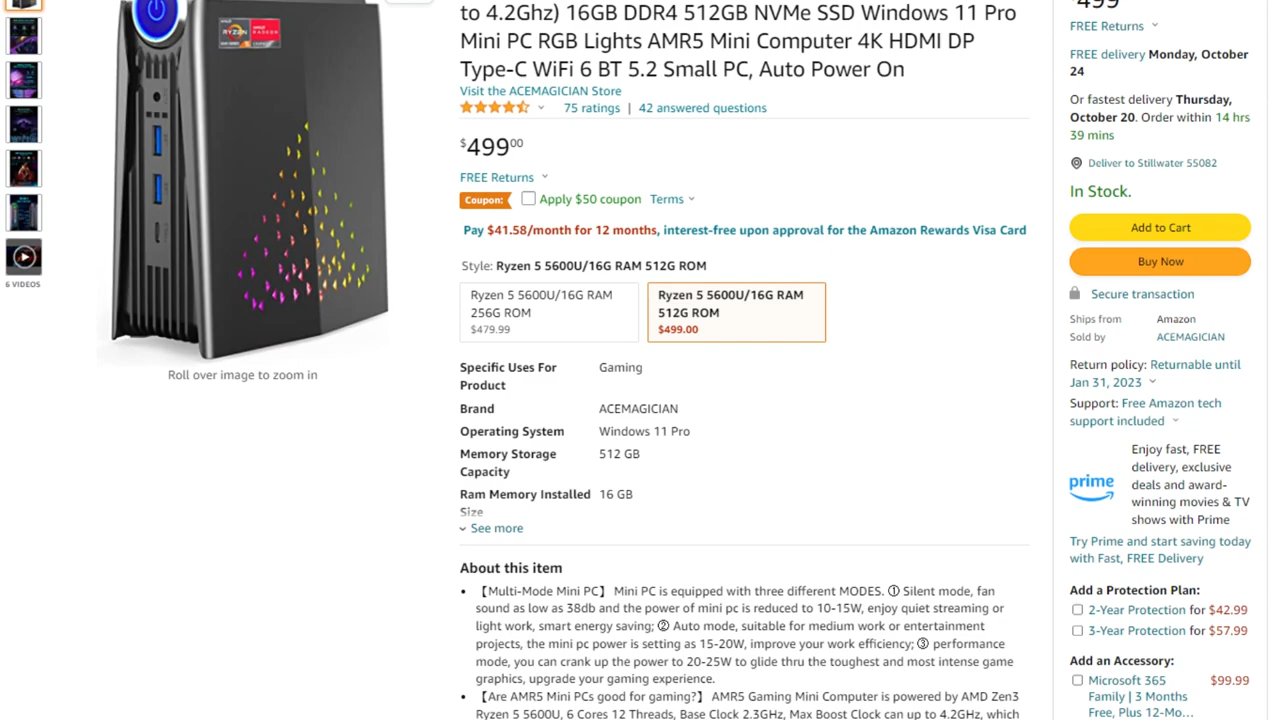 to 4.2Ghz) 16GB DDR4 512GB NVMe SSD Windows 11 Pro
Mini PC RGB Lights AMR5 Mini Computer 4K HDMI DP
Type-C WiFi 6 BT 5.2 Small PC, Auto Power On
Visit the ACEMAGICIAN Store
75 ratings | 42 answered questions
$499⁰⁰
FREE Returns
Coupon: Apply $50 coupon Terms
Pay $41.58/month for 12 months, interest-free upon approval for the Amazon Rewards Visa Card
Style: Ryzen 5 5600U/16G RAM 512G ROM
Ryzen 5 5600U/16G RAM
256G ROM
$479.99
Ryzen 5 5600U/16G RAM
512G ROM
$499.00
Specific Uses For
Product
Gaming
Brand ACEMAGICIAN
Operating System Windows 11 Pro
Memory Storage
Capacity
512 GB
Ram Memory Installed
Size
16 GB
See more
About this item
• 【Multi-Mode Mini PC】 Mini PC is equipped with three different MODES. ① Silent mode, fan
sound as low as 38db and the power of mini pc is reduced to 10-15W, enjoy quiet streaming or
light work, smart energy saving; ② Auto mode, suitable for medium work or entertainment
projects, the mini pc power is setting as 15-20W, improve your work efficiency; ③ performance
mode, you can crank up the power to 20-25W to glide thru the toughest and most intense game
graphics, upgrade your gaming experience.
• 【Are AMR5 Mini PCs good for gaming?】 AMR5 Gaming Mini Computer is powered by AMD Zen3
Ryzen 5 5600U, 6 Cores 12 Threads, Base Clock 2.3GHz, Max Boost Clock can up to 4.2GHz, which
RYZEN
5
6 VIDEOS
Roll over image to zoom in
$499
FREE Returns
FREE delivery Monday, October
24
Or fastest delivery Thursday,
October 20. Order within 14 hrs
39 mins
Deliver to Stillwater 55082
In Stock.
Add to Cart
Buy Now
Secure transaction
Ships from Amazon
Sold by ACEMAGICIAN
Return policy: Returnable until
Jan 31, 2023
Support: Free Amazon tech
support included
prime
Enjoy fast, FREE
delivery, exclusive
deals and award-
winning movies & TV
shows with Prime
Try Prime and start saving today
with Fast, FREE Delivery
Add a Protection Plan:
2-Year Protection for $42.99
3-Year Protection for $57.99
Add an Accessory:
Microsoft 365
Family | 3 Months
Free, Plus 12-Mo...
$99.99